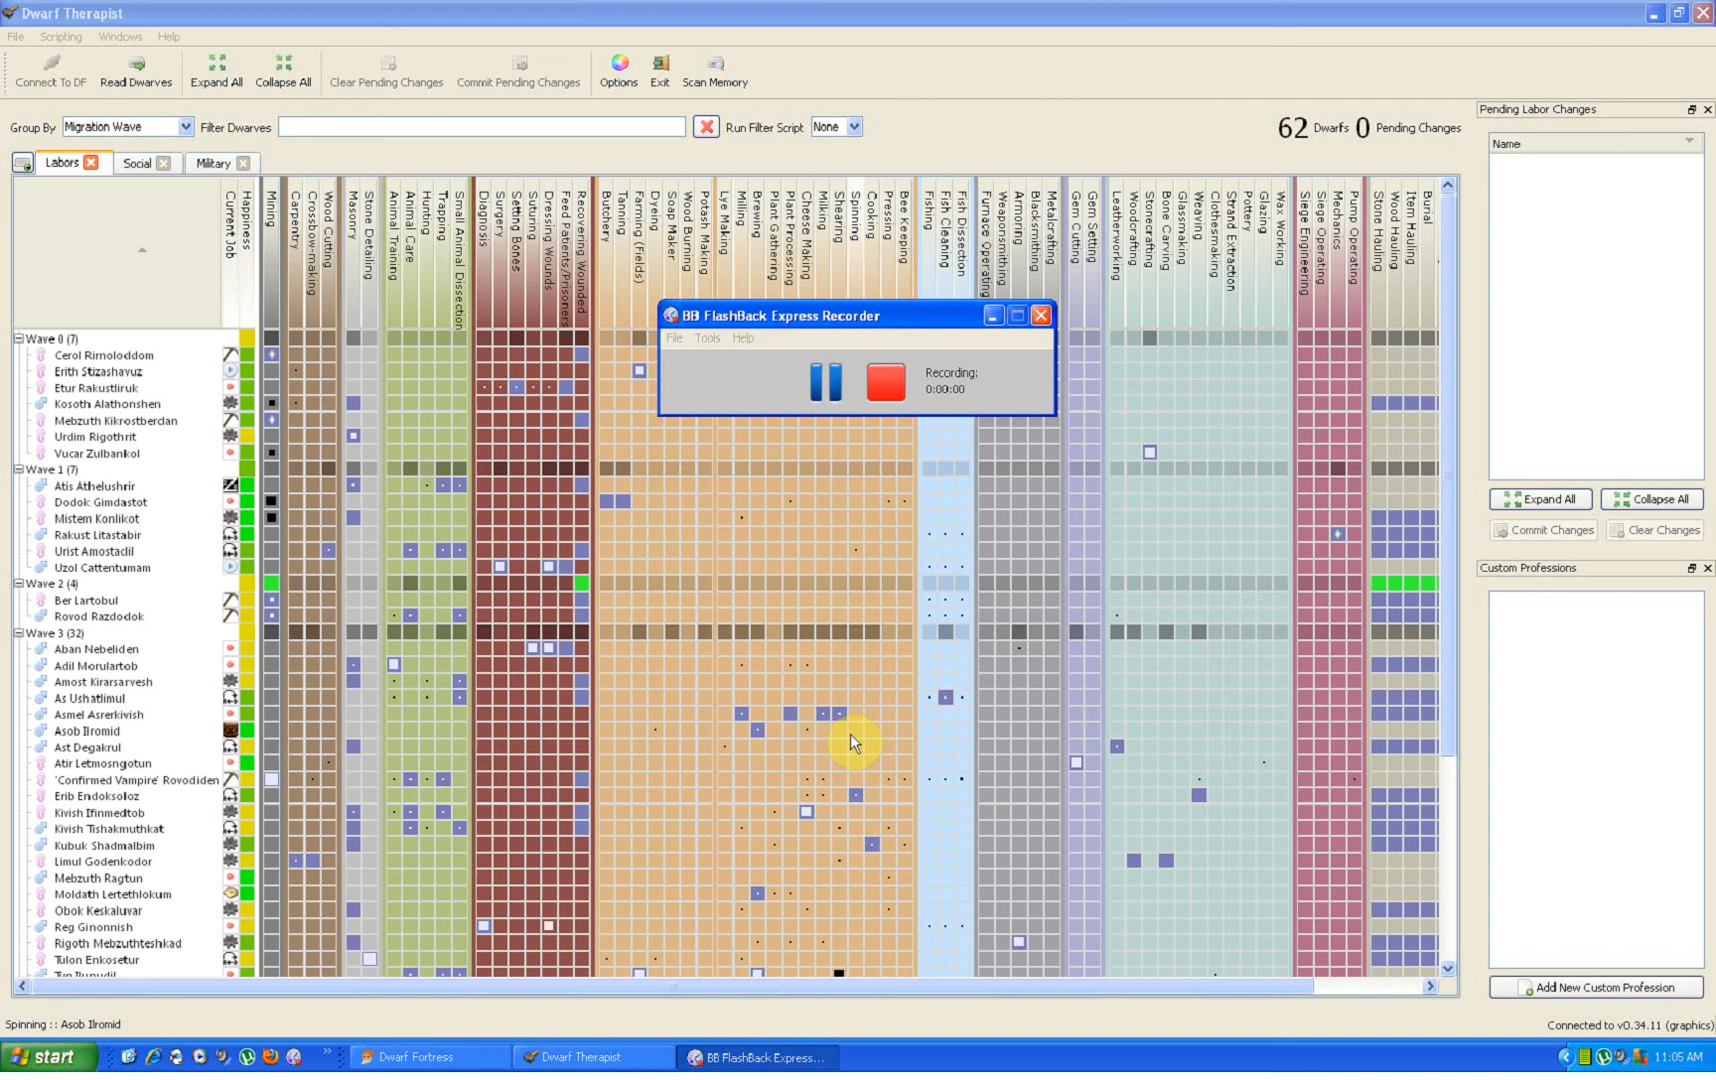 Dwarf Therapist
File Scripting Windows Help
Connect To DF Read Dwarves Expand All Collapse All Clear Pending Changes Commit Pending Changes Options Exit Scan Memory
Group By Migration Wave Filter Dwarves Run Filter Script None 62 Dwarfs 0 Pending Changes
Labors Social Military
Current Job
Happiness
Mining
Carpentry
Crossbow-making
Wood Cutting
Masonry
Stone Detailing
Animal Training
Animal Care
Hunting
Trapping
Small Animal Dissection
Diagnosis
Surgery
Setting Bones
Suturing
Dressing Wounds
Feed Patients/Prisoners
Recovering Wounded
Butchery
Tanning
Farming (Fields)
Dyeing
Soap Maker
Wood Burning
Potash Making
Lye Making
Milling
Brewing
Plant Gathering
Plant Processing
Cheese Making
Milking
Shearing
Spinning
Cooking
Pressing
Bee Keeping
Fishing
Fish Cleaning
Fish Dissection
Furnace Operating
Weaponsmithing
Armoring
Blacksmithing
Metalcrafting
Gem Cutting
Gem Setting
Leatherworking
Woodcrafting
Stonecrafting
Bone Carving
Glassmaking
Weaving
Clothesmaking
Strand Extraction
Pottery
Glazing
Wax Working
Siege Engineering
Siege Operating
Mechanics
Pump Operating
Stone Hauling
Wood Hauling
Item Hauling
Burial
Wave 0 (7)
Cerol Rirnoloddom
Erith Stizashavuz
Etur Rakustliruk
Kosoth Alathonshen
Mebzuth Kikrostberdan
Urdim Rigothrit
Vucar Zulbankol
Wave 1 (7)
Atis Athelushrir
Dodok Gimdastot
Mistem Konlikot
Rakust Litastabir
Urist Amostadil
Uzol Cattentumam
Wave 2 (4)
Ber Lartobul
Rovod Razdodok
Wave 3 (32)
Aban Nebeliden
Adil Morulartob
Amost Kirarsarvesh
As Ushatlimul
Asmel Asrerkivish
Asob Ilromid
Ast Degakrul
Atir Letmosngotun
'Confirmed Vampire' Rovodiden
Erib Endoksoloz
Kivish Ifinmedtob
Kivish Tishakmuthkat
Kubuk Shadmalbim
Limul Godenkodor
Mebzuth Ragtun
Moldath Lertethlokum
Obok Keskaluvar
Reg Ginonnish
Rigoth Mebzuthteshkad
Tulon Enkosetur
BB FlashBack Express Recorder
File Tools Help
Recording:
0:00:00
Pending Labor Changes
Name
Expand All Collapse All
Commit Changes Clear Changes
Custom Professions
Add New Custom Profession
Spinning :: Asob Ilromid
Connected to v0.34.11 (graphics)
start Dwarf Fortress Dwarf Therapist BB FlashBack Express... 11:05 AM